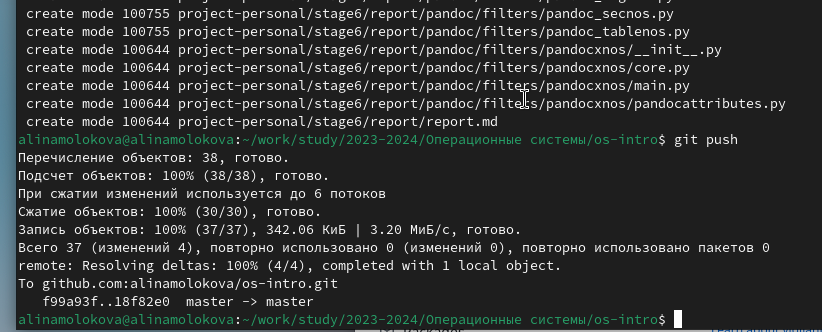 create mode 100755 project-personal/stage6/report/pandoc/filters/pandoc_secnos.py
create mode 100755 project-personal/stage6/report/pandoc/filters/pandoc_tablenos.py
create mode 100644 project-personal/stage6/report/pandoc/filters/pandocxnos/__init__.py
create mode 100644 project-personal/stage6/report/pandoc/filters/pandocxnos/core.py
create mode 100644 project-personal/stage6/report/pandoc/filters/pandocxnos/main.py
create mode 100644 project-personal/stage6/report/pandoc/filters/pandocxnos/pandocattributes.py
create mode 100644 project-personal/stage6/report/report.md
alinamolokova@alinamolokova:~/work/study/2023-2024/Операционные системы/os-intro$ git push
Перечисление объектов: 38, готово.
Подсчет объектов: 100% (38/38), готово.
При сжатии изменений используется до 6 потоков
Сжатие объектов: 100% (30/30), готово.
Запись объектов: 100% (37/37), 342.06 КиБ | 3.20 МиБ/с, готово.
Всего 37 (изменений 4), повторно использовано 0 (изменений 0), повторно использовано пакетов 0
remote: Resolving deltas: 100% (4/4), completed with 1 local object.
To github.com:alinamolokova/os-intro.git
f99a93f..18f82e0 master -> master
alinamolokova@alinamolokova:~/work/study/2023-2024/Операционные системы/os-intro$